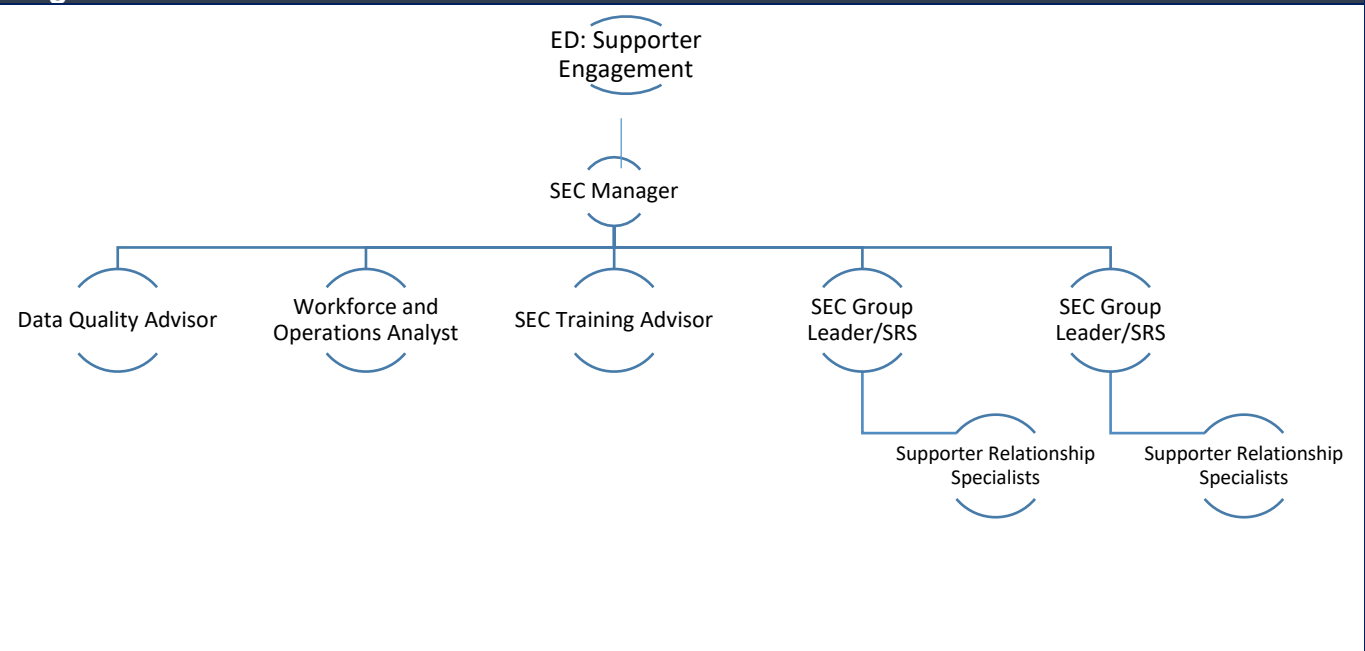 ED: Supporter
Engagement
SEC Manager
Data Quality Advisor
Workforce and
Operations Analyst
SEC Training Advisor
SEC Group
Leader/SRS
SEC Group
Leader/SRS
Supporter Relationship
Specialists
Supporter Relationship
Specialists